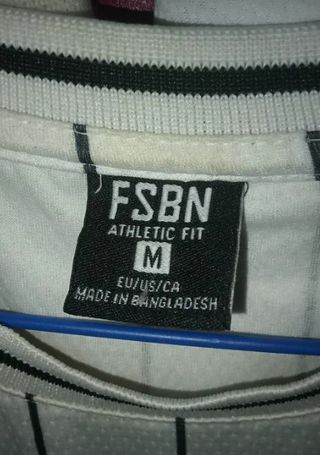 FSBN
ATHLETIC FIT
M
EU/US/CA
MADE IN BANGLADESH